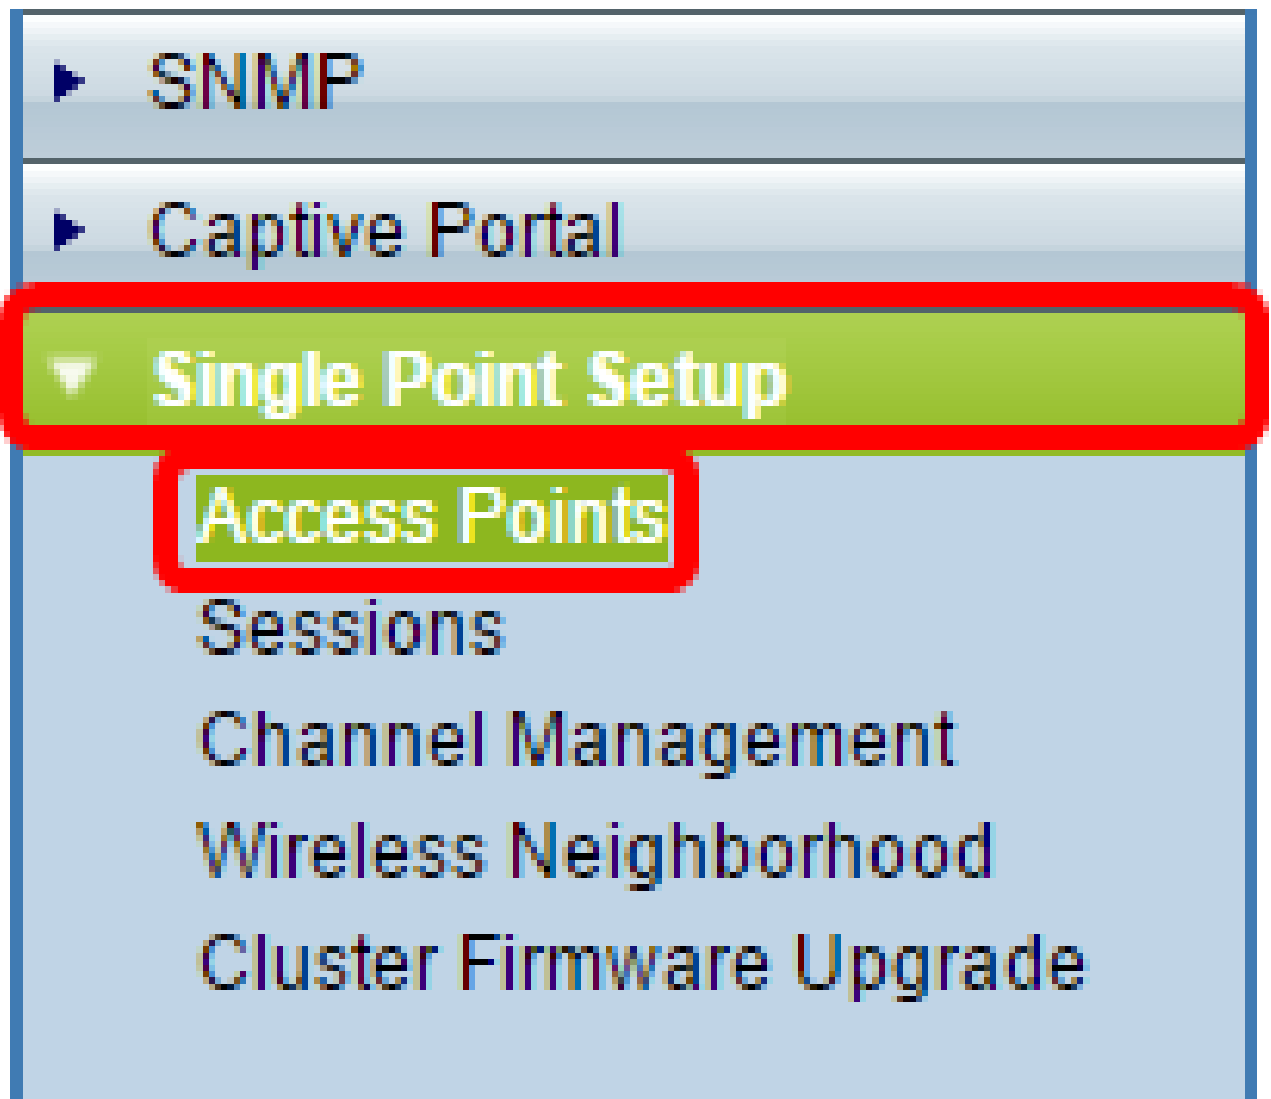 SNMP
Captive Portal
Single Point Setup
Access Points
Sessions
Channel Management
Wireless Neighborhood
Cluster Firmware Upgrade